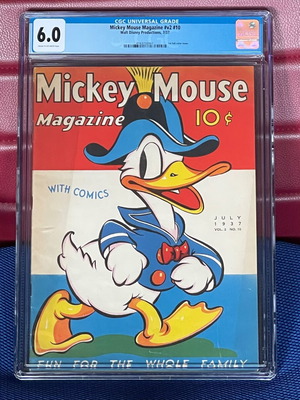 CGC UNIVERSAL GRADE
Mickey Mouse Magazine #v2 #10
Walt Disney Productions, 7/37
6.0
Mickey Mouse
Magazine
10¢
WITH COMICS
JULY
1937
VOL. 2 NO. 10
FUN FOR THE WHOLE FAMILY